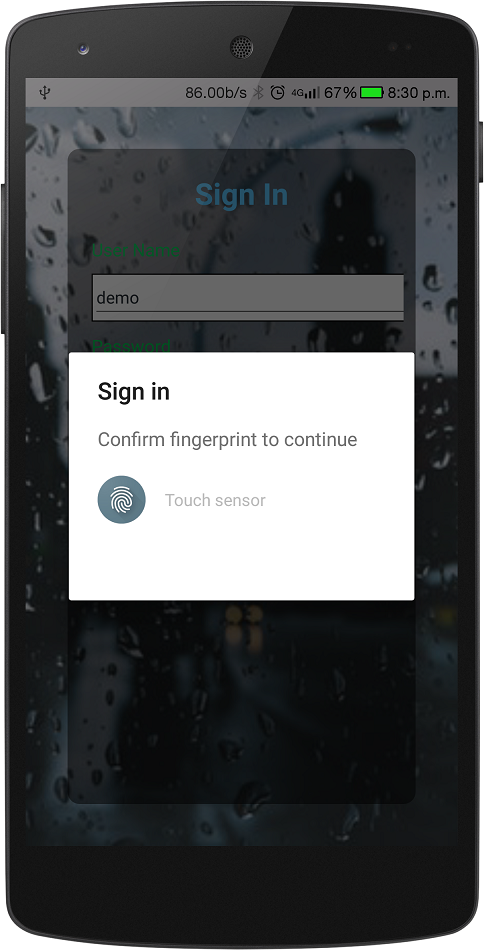 86.00b/s 4G 67% 8:30 p.m.
Sign In
User Name
demo
Password
Sign in
Confirm fingerprint to continue
Touch sensor